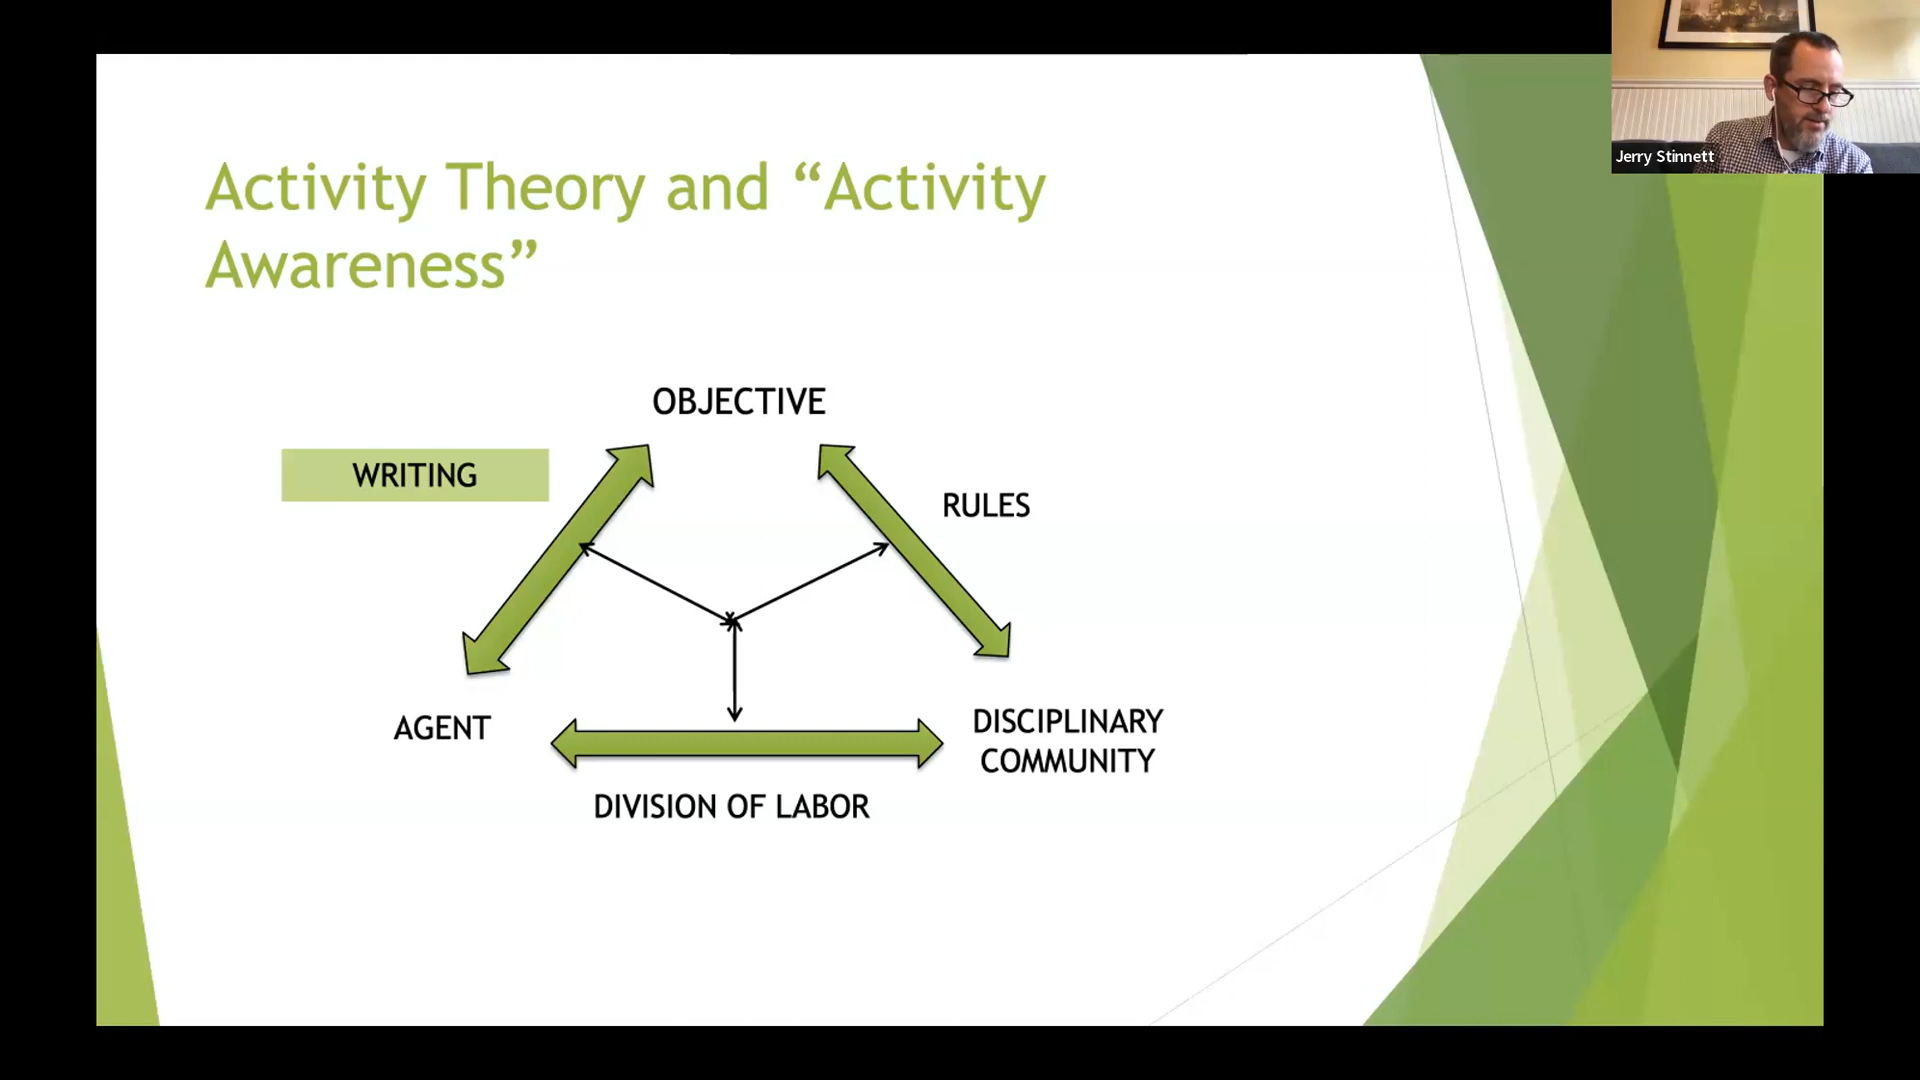 Jerry Stinnett
Activity Theory and “Activity
Awareness”
OBJECTIVE
WRITING
RULES
AGENT
DISCIPLINARY
COMMUNITY
DIVISION OF LABOR